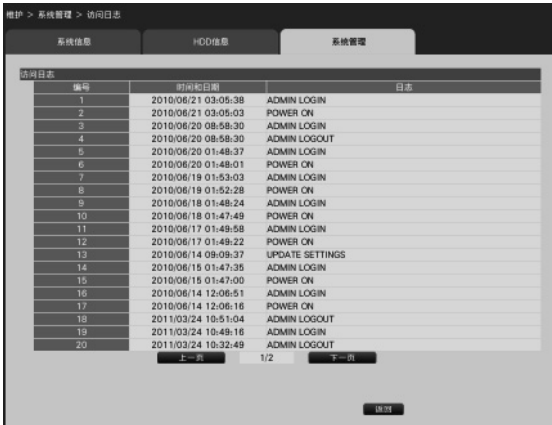 维护 > 系统管理 > 访问日志
系统信息 HDD信息 系统管理
访问日志
编号 时间和日期 日志
1 2010/06/21 03:05:38 ADMIN LOGIN
2 2010/06/21 03:05:03 POWER ON
3 2010/06/20 08:58:30 ADMIN LOGIN
4 2010/06/20 08:58:30 ADMIN LOGOUT
5 2010/06/20 01:48:37 ADMIN LOGIN
6 2010/06/20 01:48:01 POWER ON
7 2010/06/19 01:53:03 ADMIN LOGIN
8 2010/06/19 01:52:28 POWER ON
9 2010/06/18 01:48:24 ADMIN LOGIN
10 2010/06/18 01:47:49 POWER ON
11 2010/06/17 01:49:58 ADMIN LOGIN
12 2010/06/17 01:49:22 POWER ON
13 2010/06/14 09:09:37 UPDATE SETTINGS
14 2010/06/15 01:47:35 ADMIN LOGIN
15 2010/06/15 01:47:00 POWER ON
16 2010/06/14 12:06:51 ADMIN LOGIN
17 2010/06/14 12:06:16 POWER ON
18 2011/03/24 10:51:04 ADMIN LOGOUT
19 2011/03/24 10:49:16 ADMIN LOGIN
20 2011/03/24 10:32:49 ADMIN LOGOUT
上一页 1/2 下一页
返回